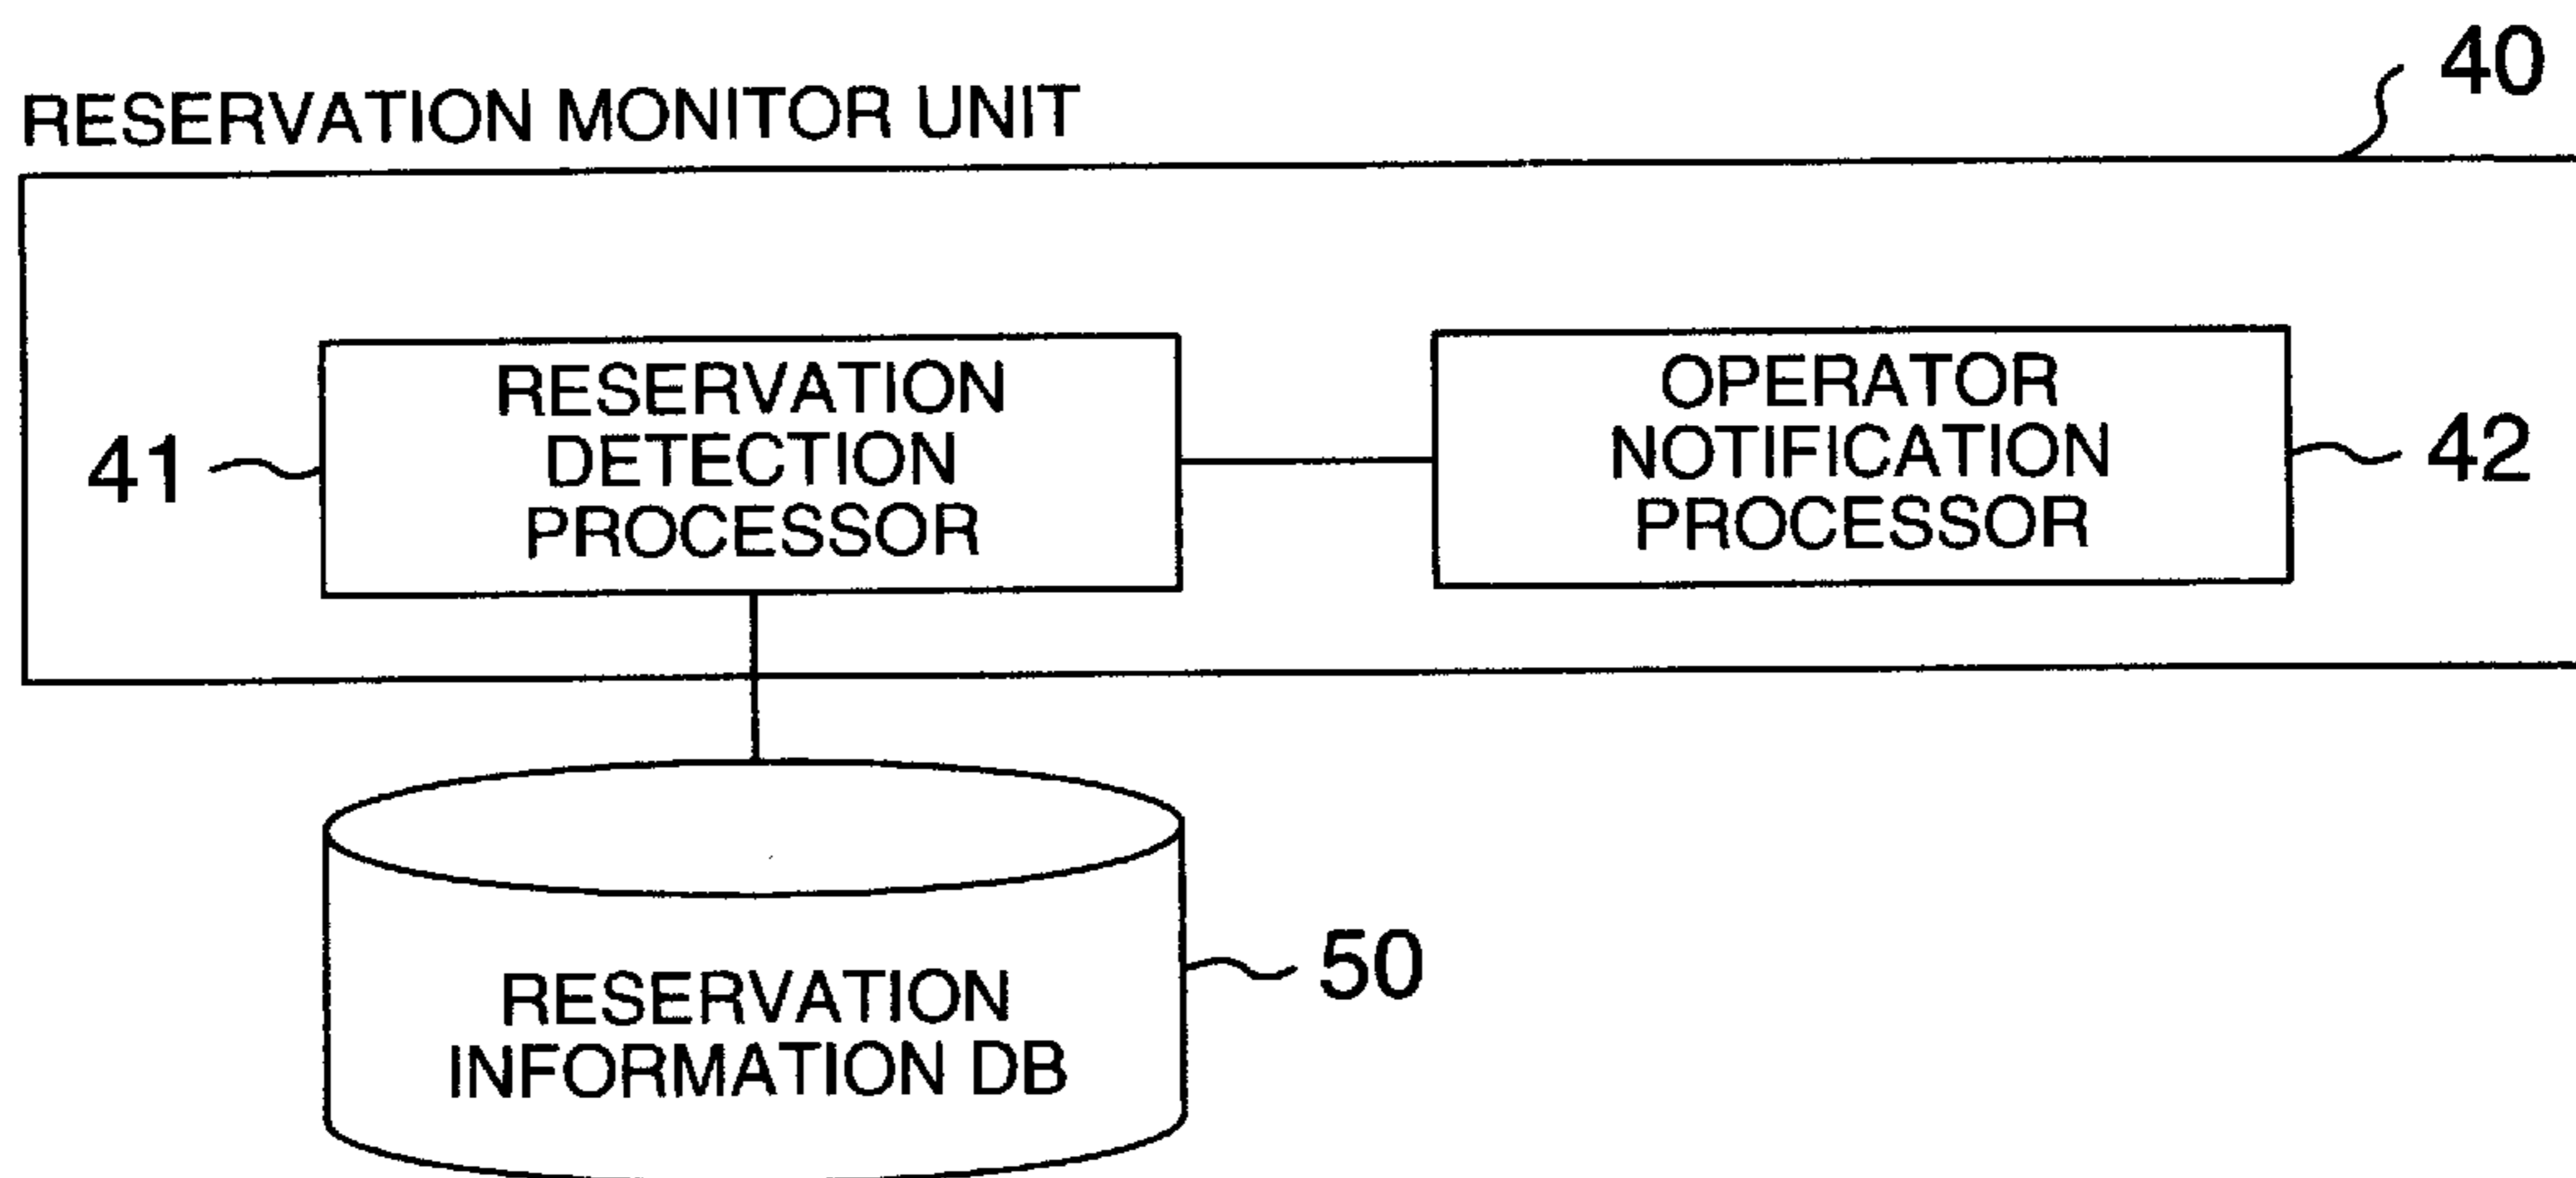 40
RESERVATION MONITOR UNIT
RESERVATION
DETECTION
PROCESSOR
41
OPERATOR
NOTIFICATION
PROCESSOR
42
RESERVATION
INFORMATION DB
50